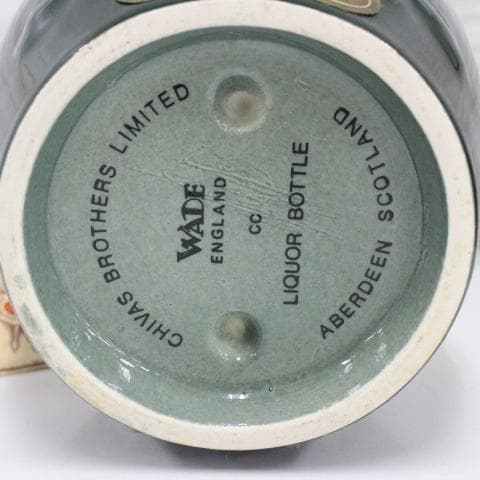 CHIVAS BROTHERS LIMITED
WADE
ENGLAND
CC
LIQUOR BOTTLE
ABERDEEN SCOTLAND